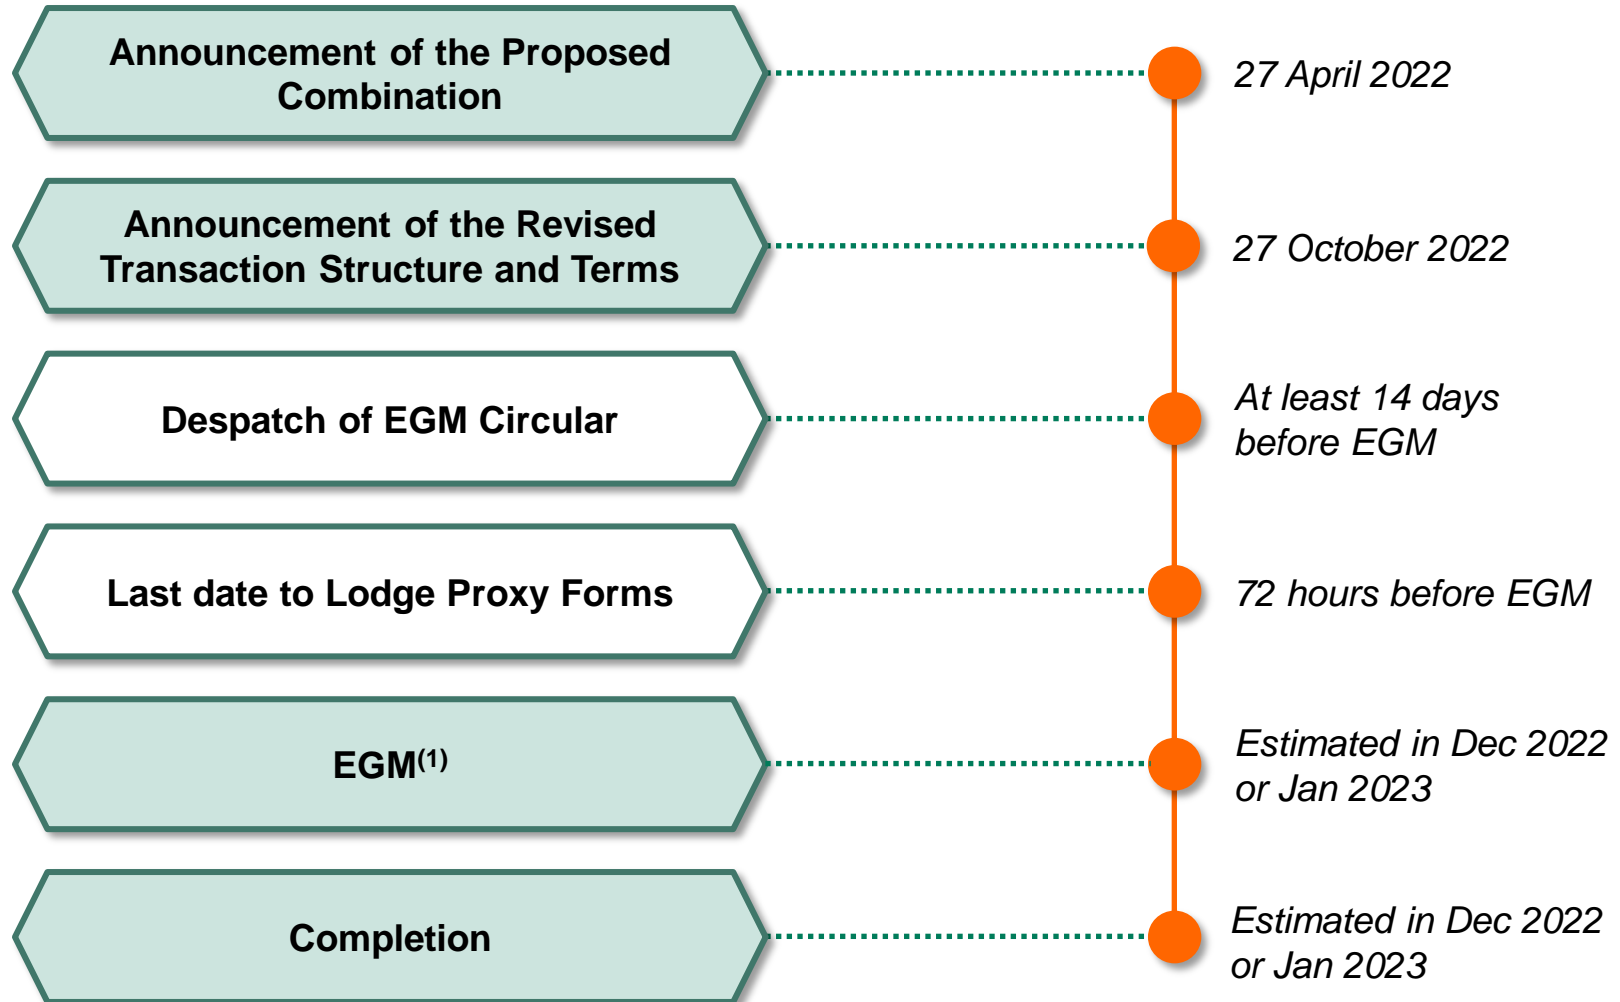 Announcement of the Proposed
Combination
27 April 2022
Announcement of the Revised
Transaction Structure and Terms
27 October 2022
Despatch of EGM Circular
At least 14 days
before EGM
Last date to Lodge Proxy Forms
72 hours before EGM
EGM(1)
Estimated in Dec 2022
or Jan 2023
Completion
Estimated in Dec 2022
or Jan 2023